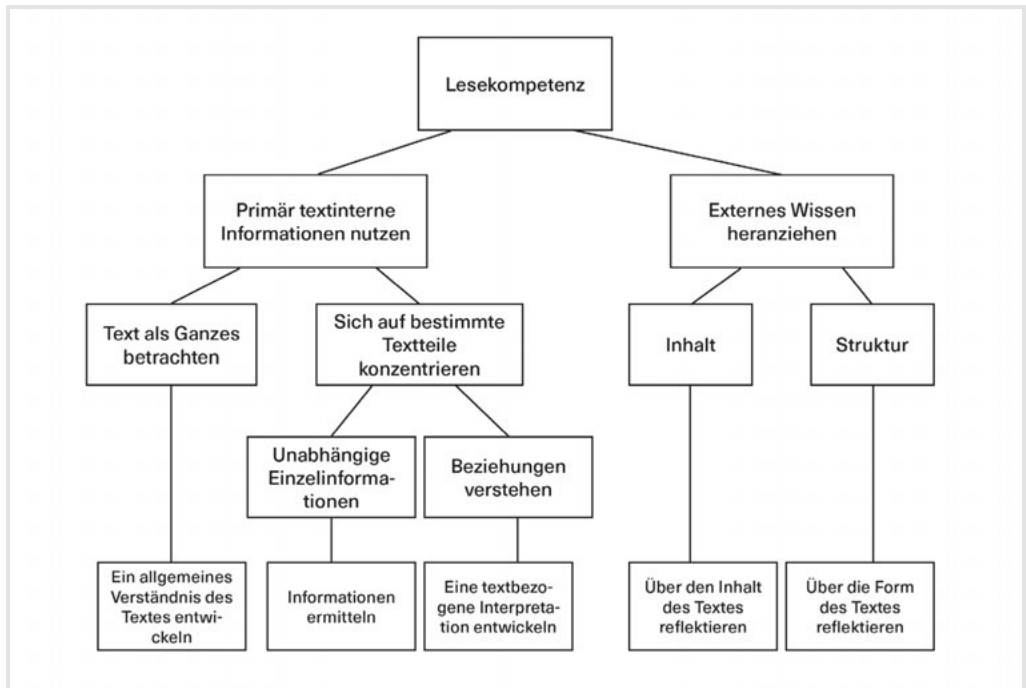 Lesekompetenz
Primär textinterne
Informationen nutzen
Externes Wissen
heranziehen
Text als Ganzes
betrachten
Sich auf bestimmte
Textteile
konzentrieren
Inhalt
Struktur
Unabhängige
Einzelinforma-
tionen
Beziehungen
verstehen
Ein allgemeines
Verständnis des
Textes entwi-
ckeln
Informationen
ermitteln
Eine textbezo-
gene Interpreta-
tion entwickeln
Über den Inhalt
des Textes
reflektieren
Über die Form
des Textes
reflektieren